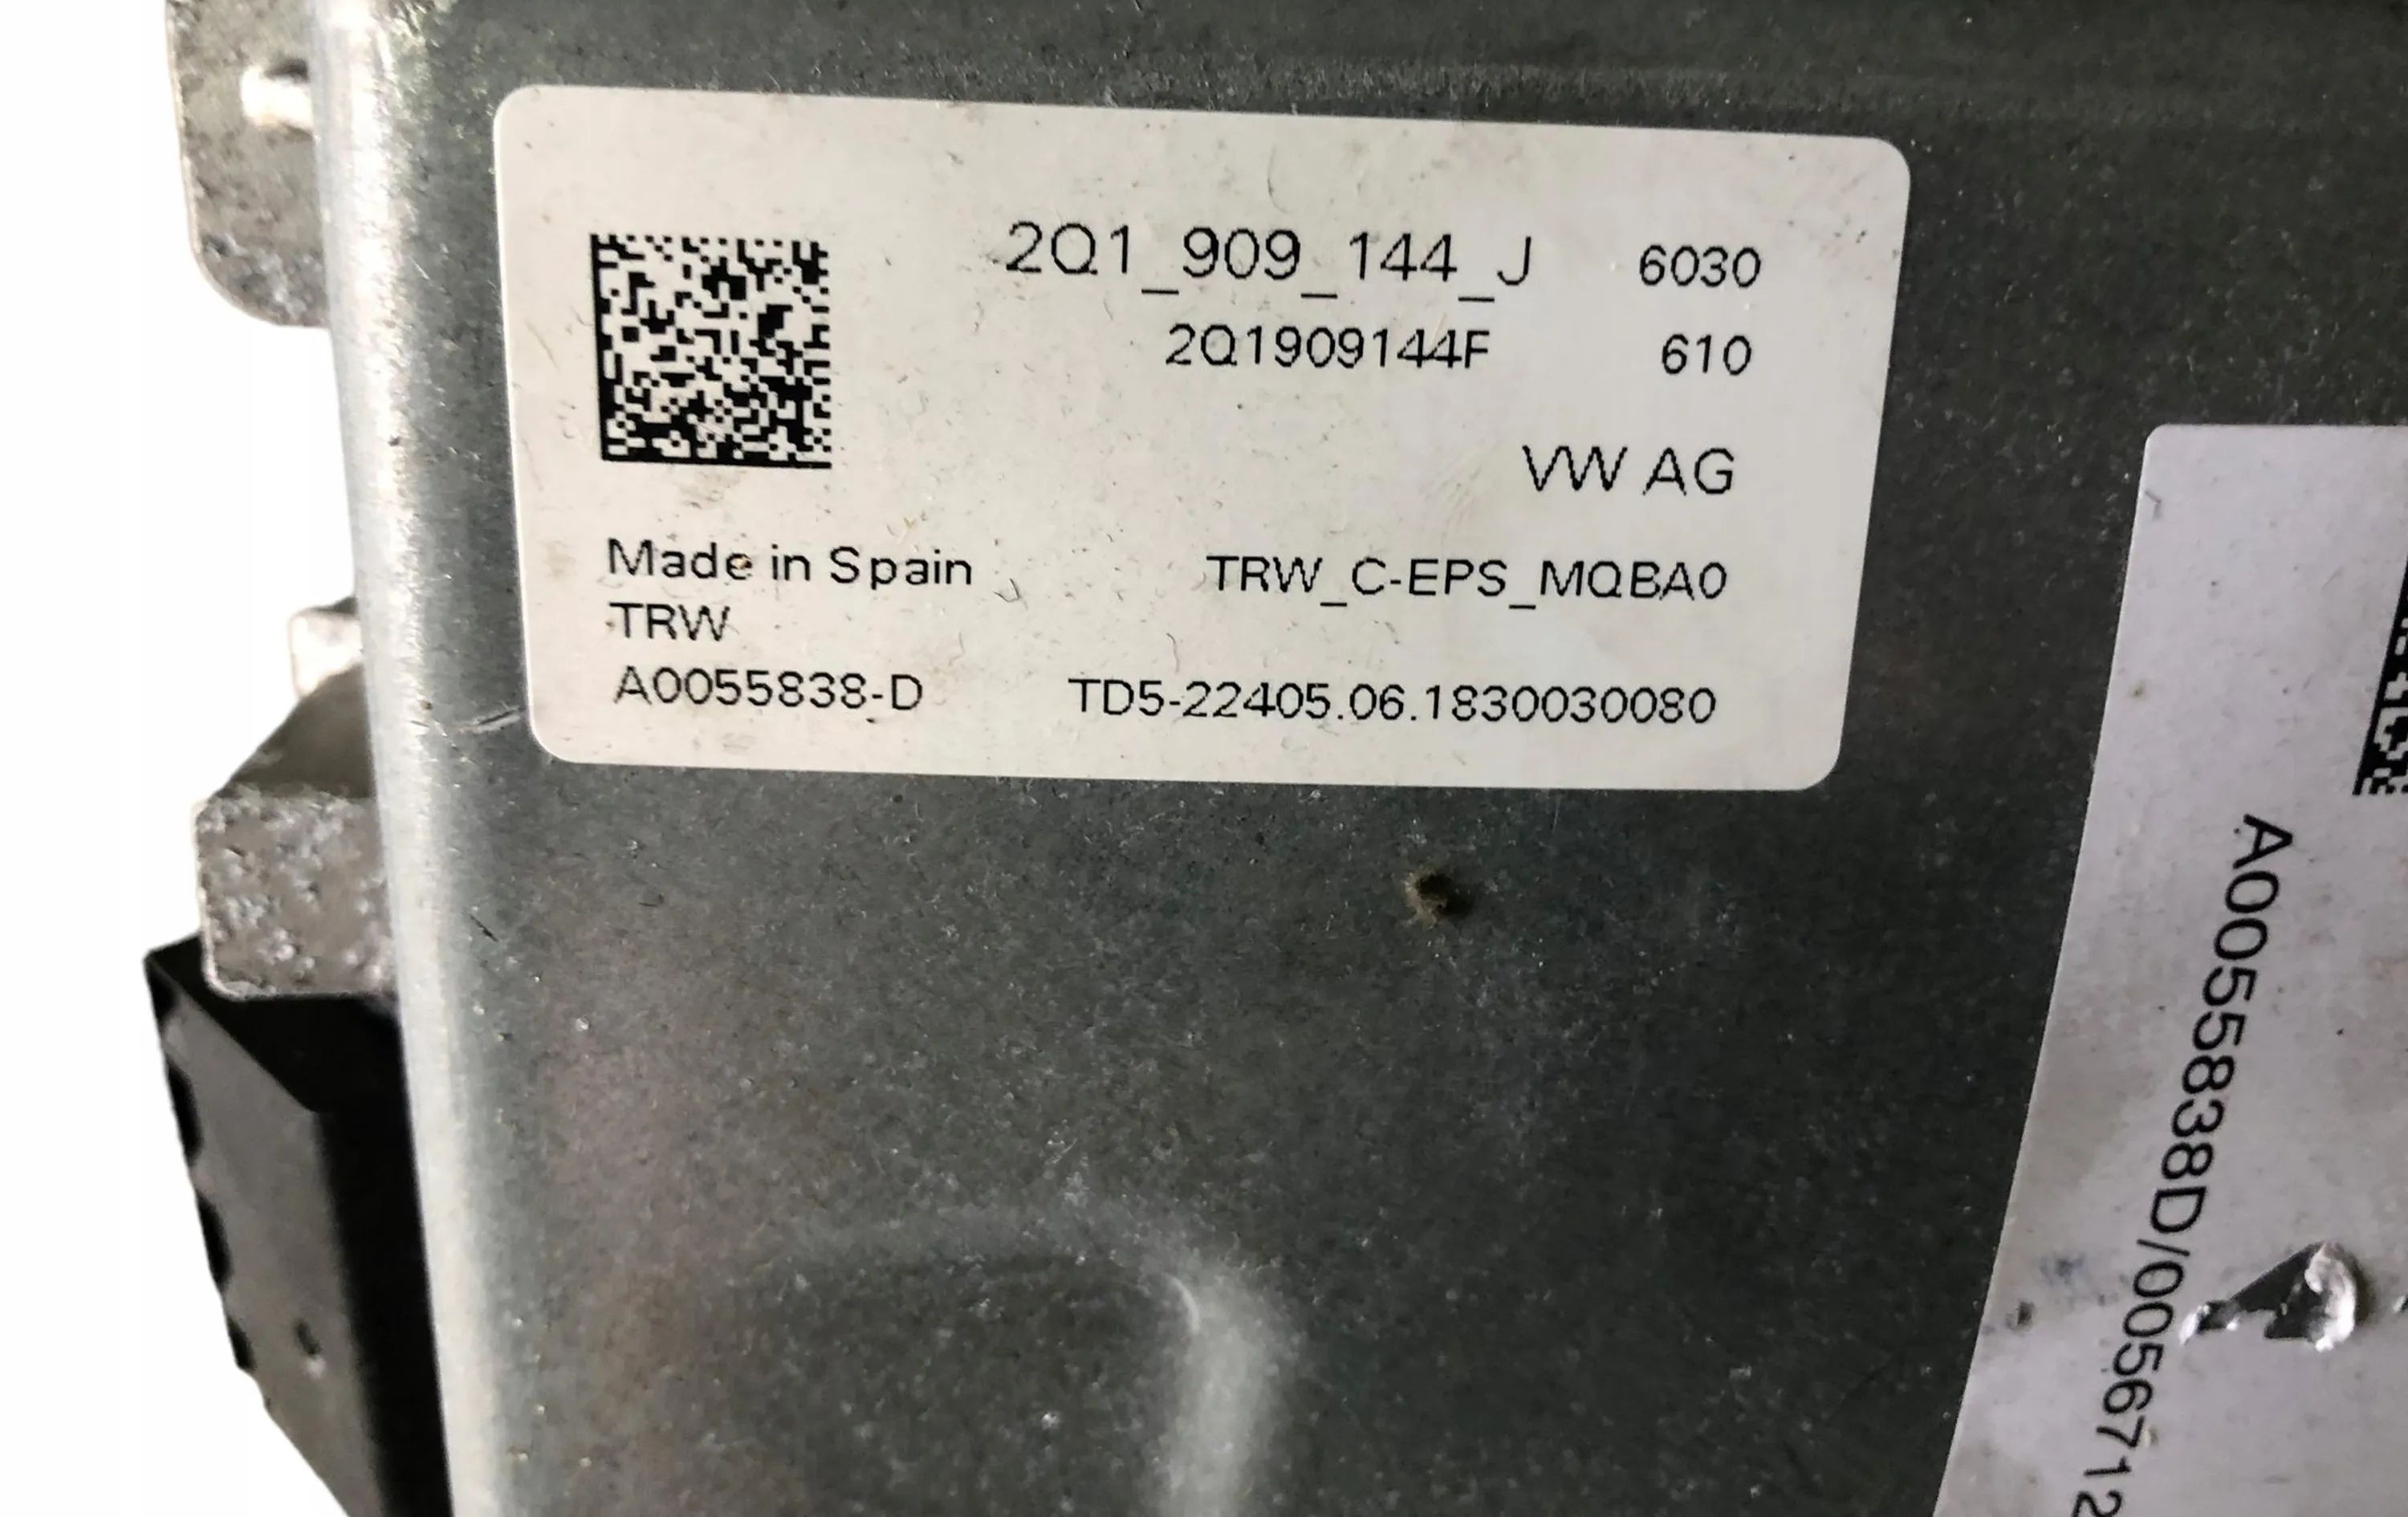 2Q1_909_144_J 6030
2Q1909144F 610
VW AG
Made in Spain TRW_C-EPS_MQBA0
TRW
A0055838-D TD5-22405.06.1830030080
A0055838D/0056712